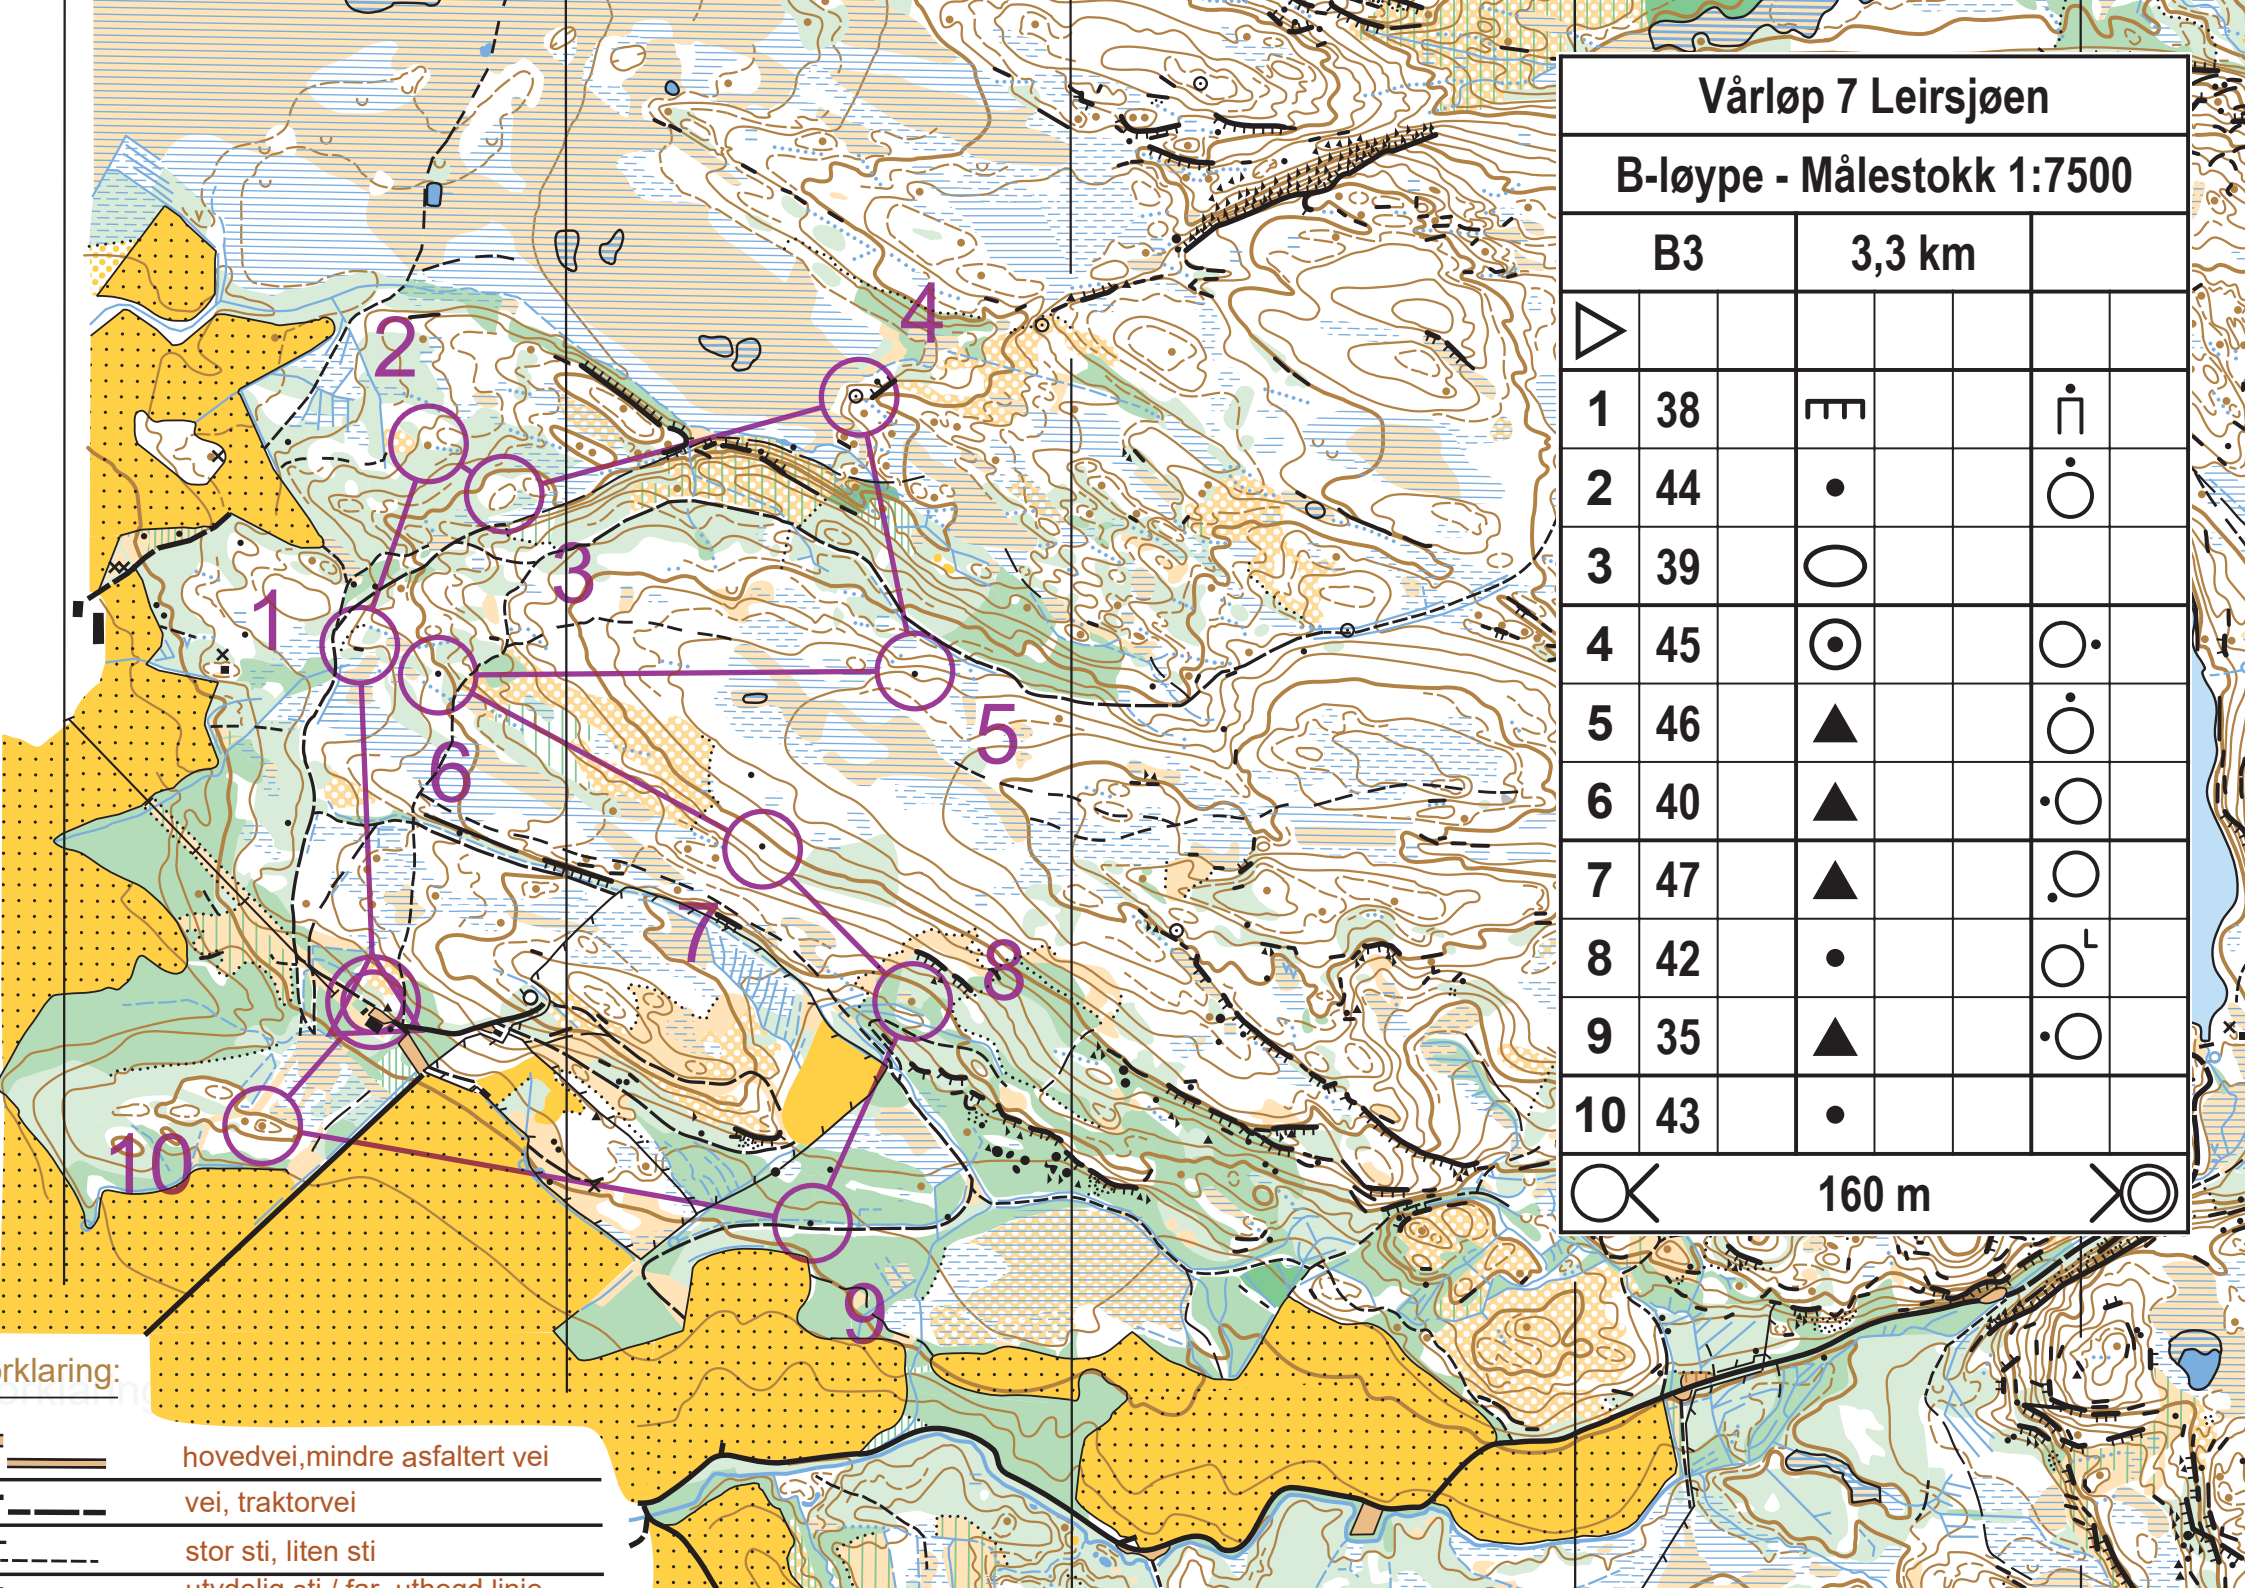 Vårløp 7 Leirsjøen
B-løype - Målestokk 1:7500
B3 3,3 km
1 38
2 44
3 39
4 45
5 46
6 40
7 47
8 42
9 35
10 43
160 m
2
4
1
3
5
6
7
8
10
9
rklaring:
hovedvei,mindre asfaltert vei
vei, traktorvei
stor sti, liten sti